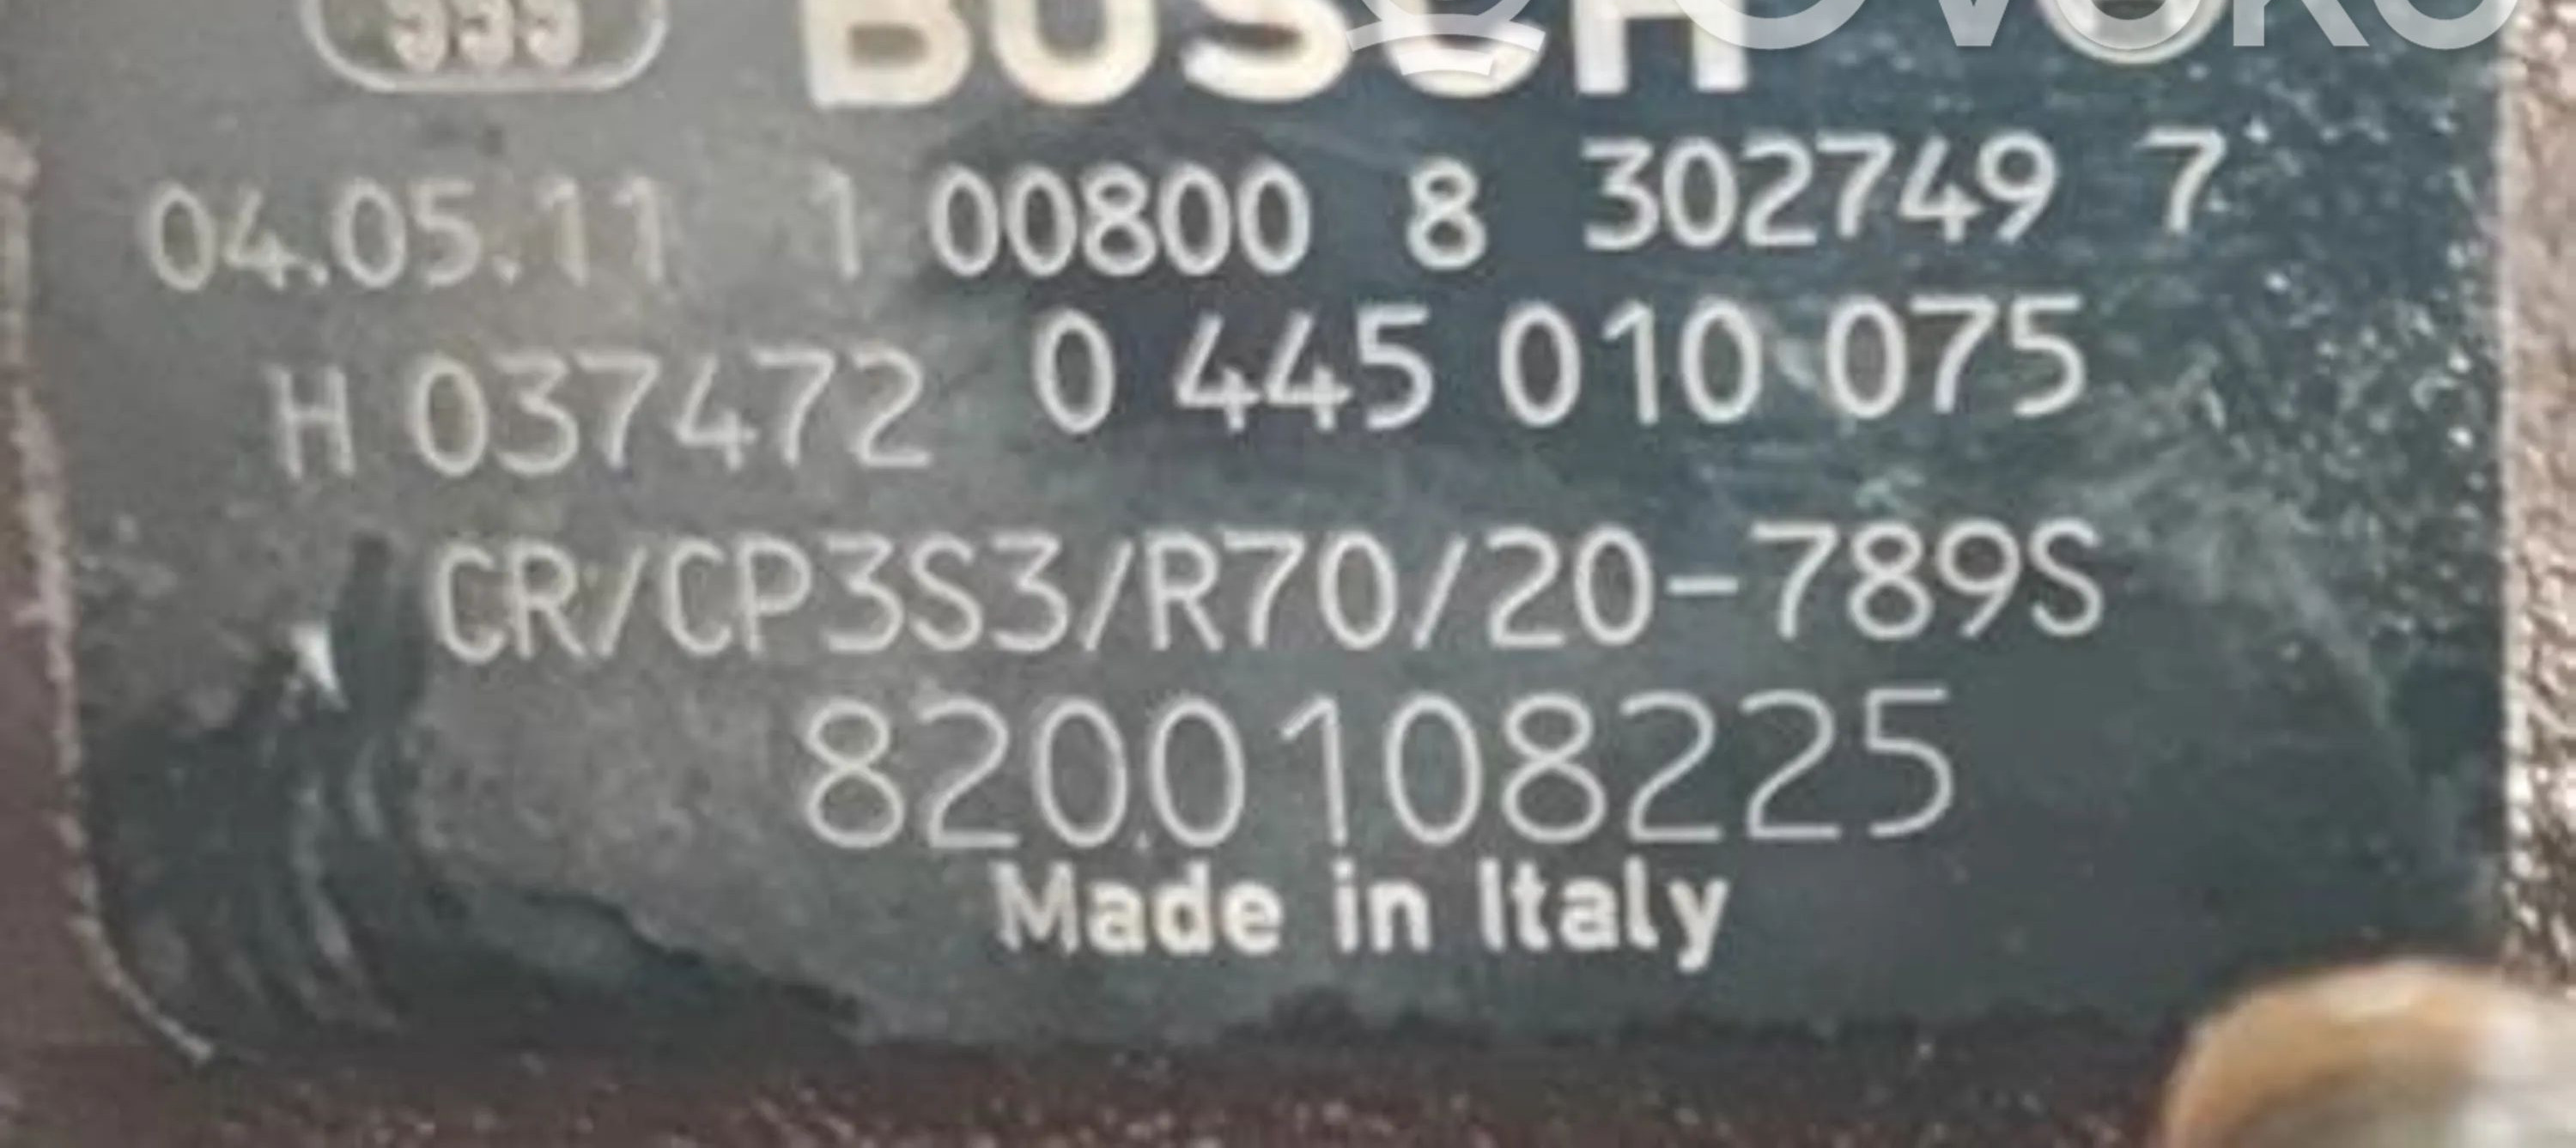 999 BOSCH
04.05.11 1 00800 8 302749 7
H 037472 0 445 010 075
CR/CP3S3/R70/20-789S
8200108225
Made in Italy